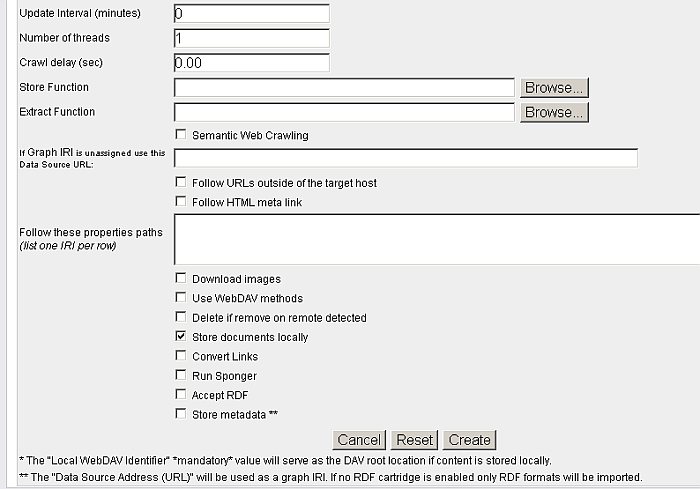 Update Interval (minutes) 0
Number of threads 1
Crawl delay (sec) 0.00
Store Function Browse...
Extract Function Browse...
Semantic Web Crawling
If Graph IRI is unassigned use this
Data Source URL:
Follow URLs outside of the target host
Follow HTML meta link
Follow these properties paths
(list one IRI per row)
Download images
Use WebDAV methods
Delete if remove on remote detected
Store documents locally
Convert Links
Run Sponger
Accept RDF
Store metadata **
Cancel Reset Create
* The "Local WebDAV Identifier" *mandatory* value will serve as the DAV root location if content is stored locally.
** The "Data Source Address (URL)" will be used as a graph IRI. If no RDF cartridge is enabled only RDF formats will be imported.